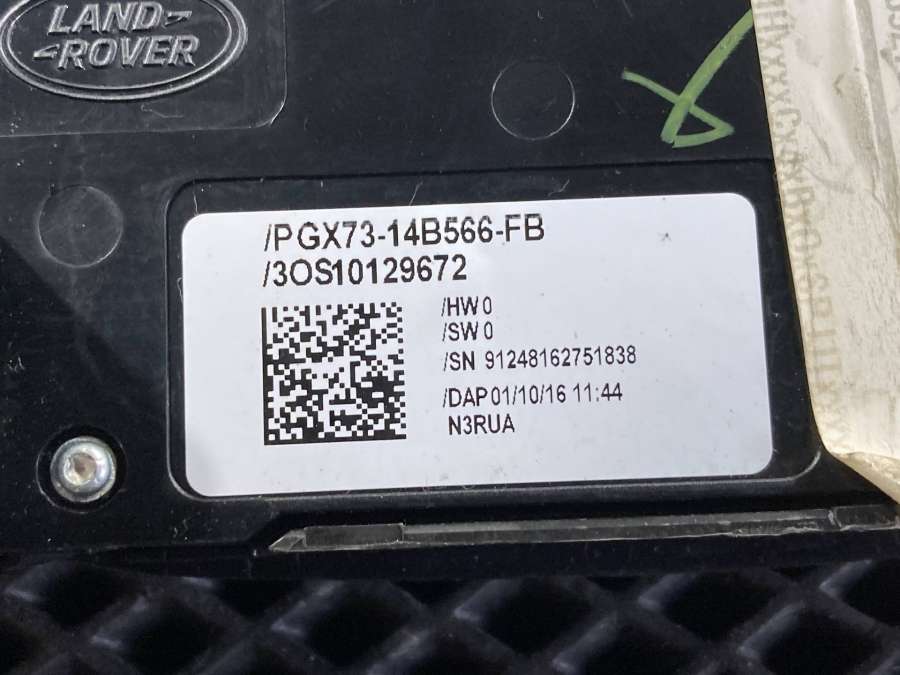 LAND
ROVER
/PGX73-14B566-FB
/3OS10129672
/HW 0
/SW 0
/SN 91248162751838
/DAP 01/10/16 11:44
N3RUA